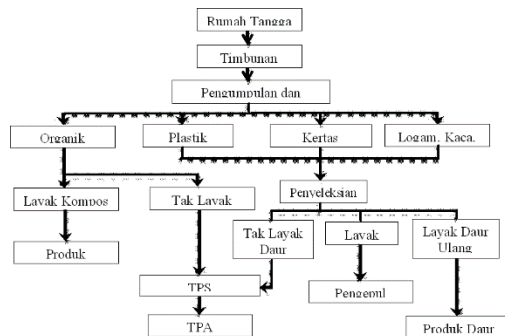 Rumah Tangga
Timbunan
Pengumpulan dan
Organik
Plastik
Kertas
Logam, Kaca,
Layak Kompos
Tak Layak
Penyeleksian
Produk
Tak Layak
Daur
Layak
Layak Daur
Ulang
TPS
Pengepul
TPA
Produk Daur